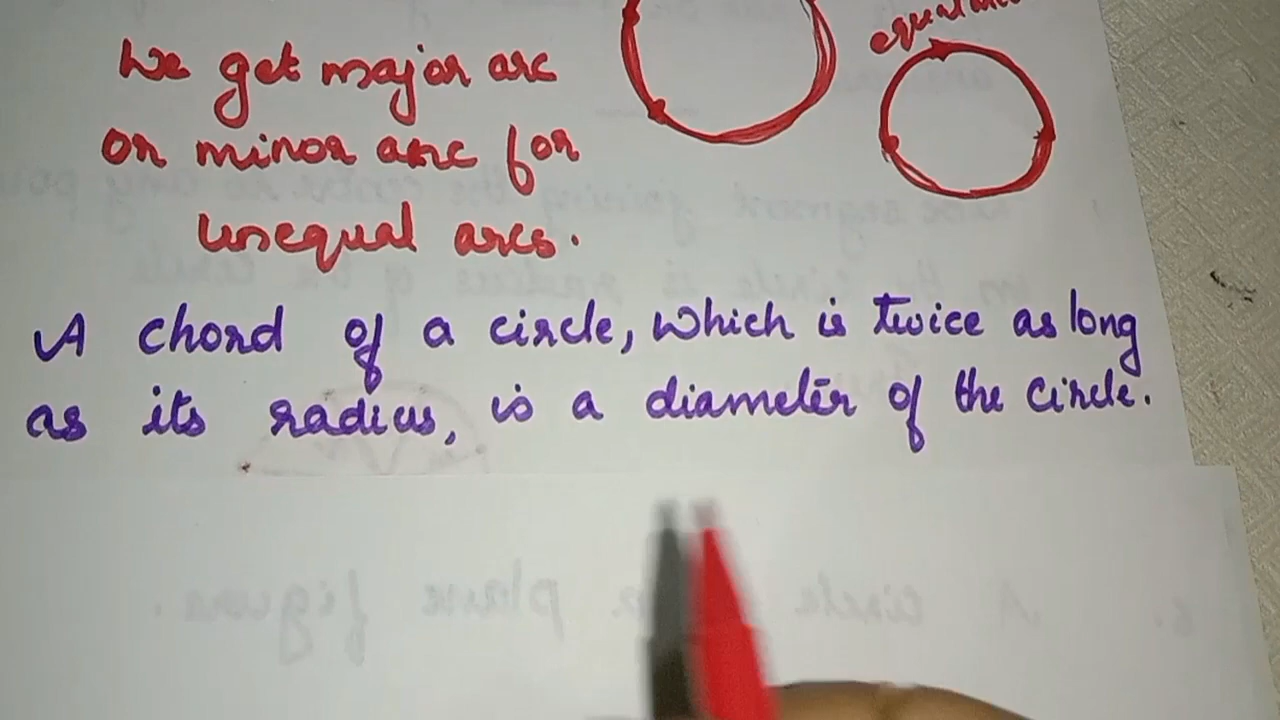 We get major arc
or minor arc for
unequal arcs.
A chord of a circle, which is twice as long
as its radius, is a diameter of the circle.